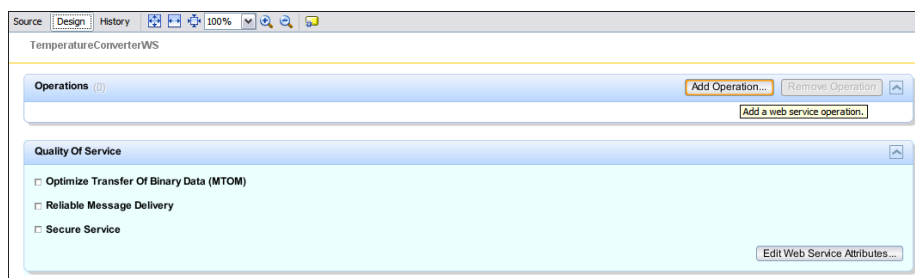 Source Design History 100%
TemperatureConverterWS
Operations (0) Add Operation... Remove Operation
Add a web service operation.
Quality Of Service
Optimize Transfer Of Binary Data (MTOM)
Reliable Message Delivery
Secure Service
Edit Web Service Attributes...